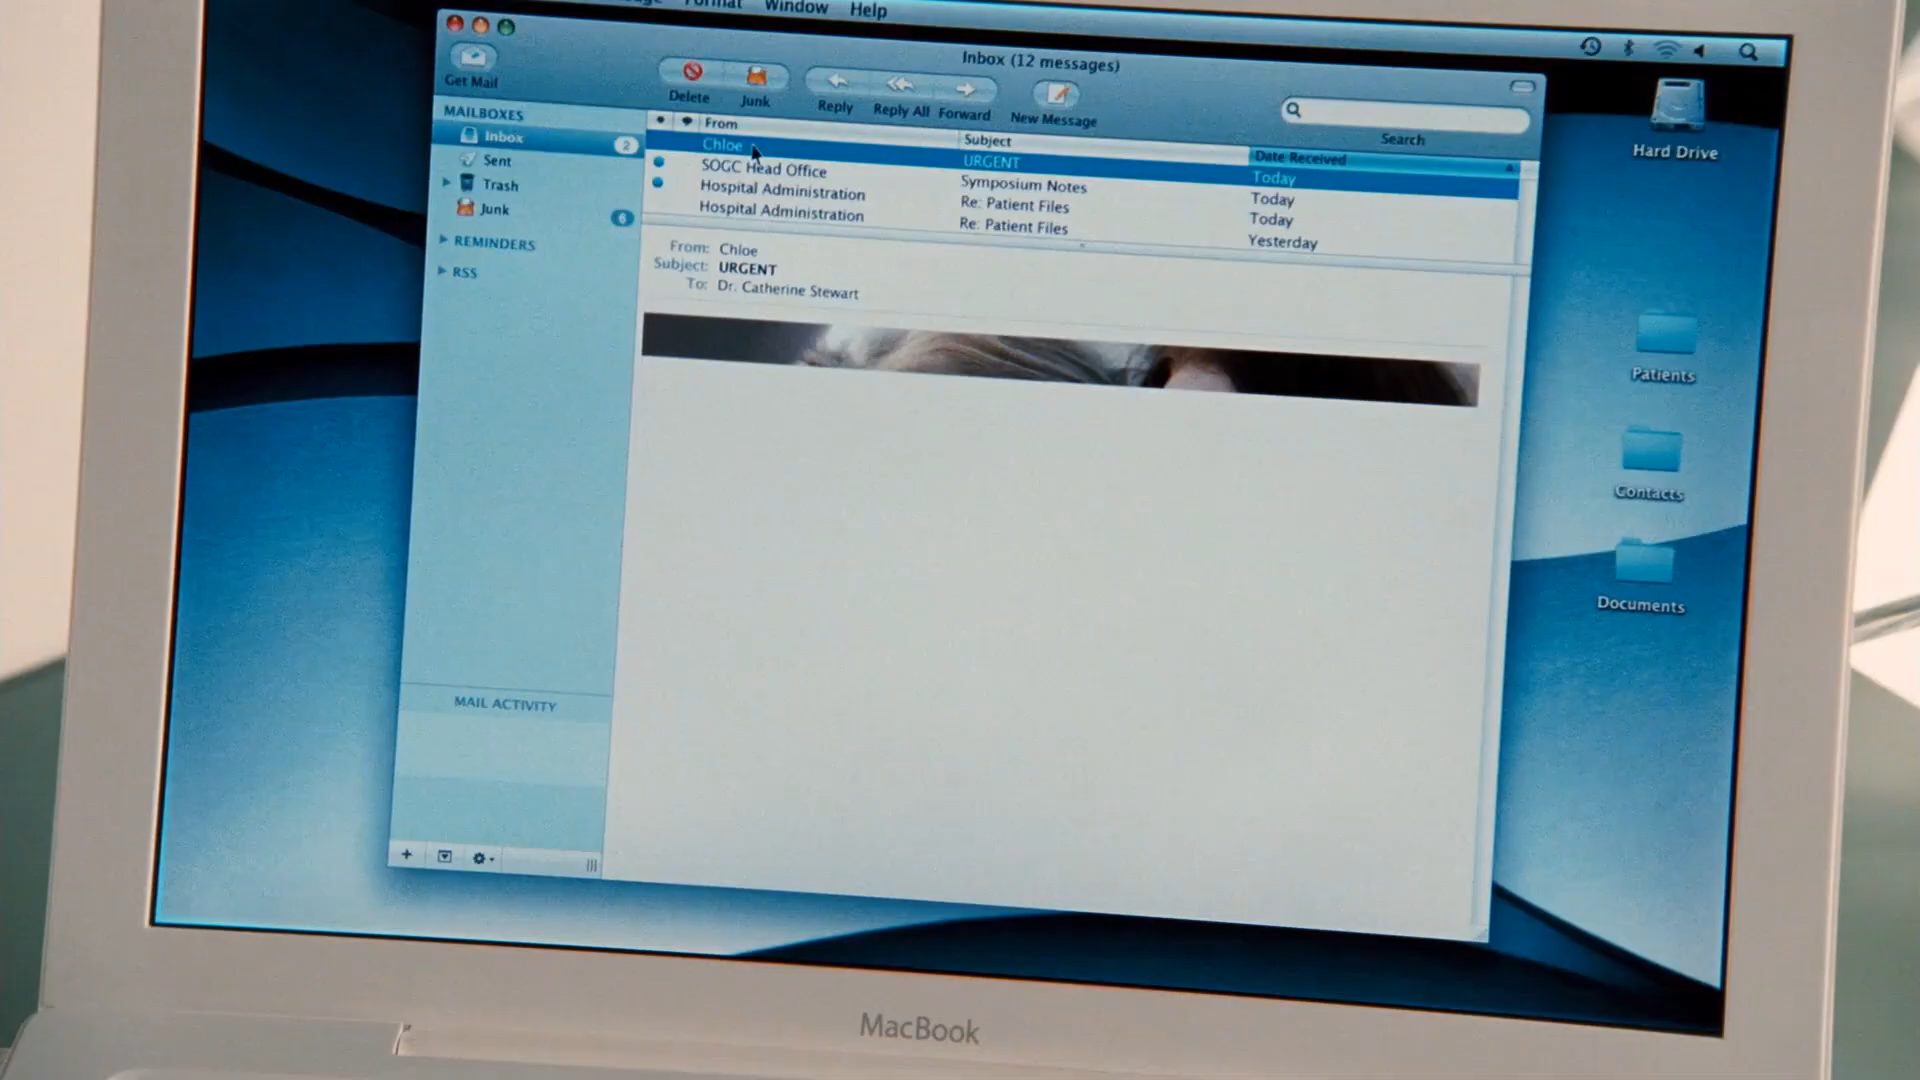 Format Window Help
Inbox (12 messages)
Get Mail
Delete Junk Reply Reply All Forward New Message
Search
MAILBOXES
Inbox 2
Sent
Trash
Junk 6
REMINDERS
RSS
From Subject Date Received
Chloe URGENT Today
SOGC Head Office Symposium Notes Today
Hospital Administration Re: Patient Files Today
Hospital Administration Re: Patient Files Yesterday
From: Chloe
Subject: URGENT
To: Dr. Catherine Stewart
MAIL ACTIVITY
Hard Drive
Patients
Contacts
Documents
MacBook